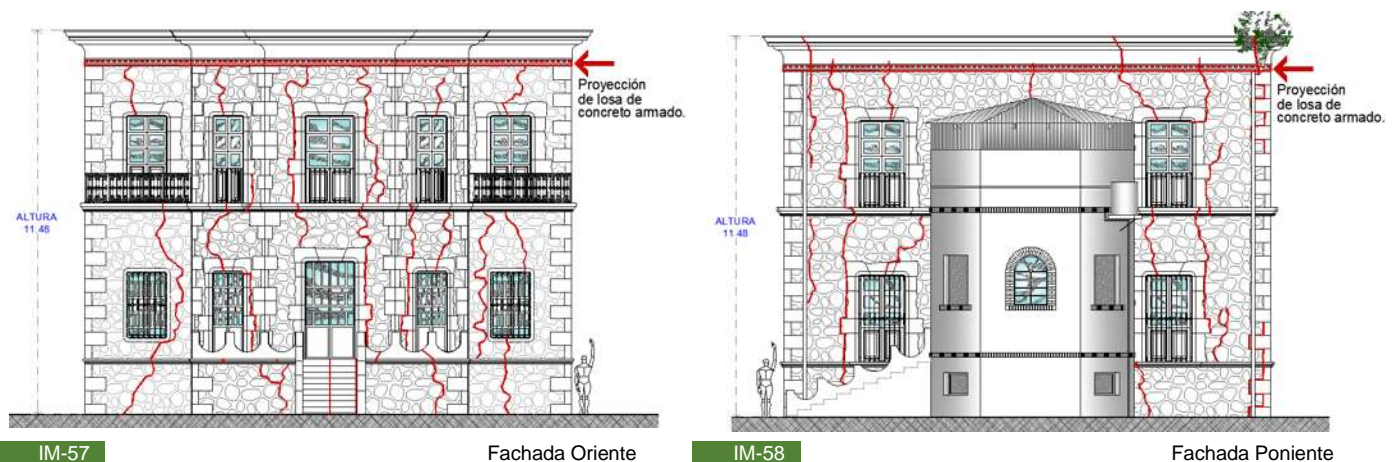 Proyección
de losa de
concreto armado.
ALTURA
11.48
IM-57
Fachada Oriente
Proyección
de losa de
concreto armado.
ALTURA
11.48
IM-58
Fachada Poniente